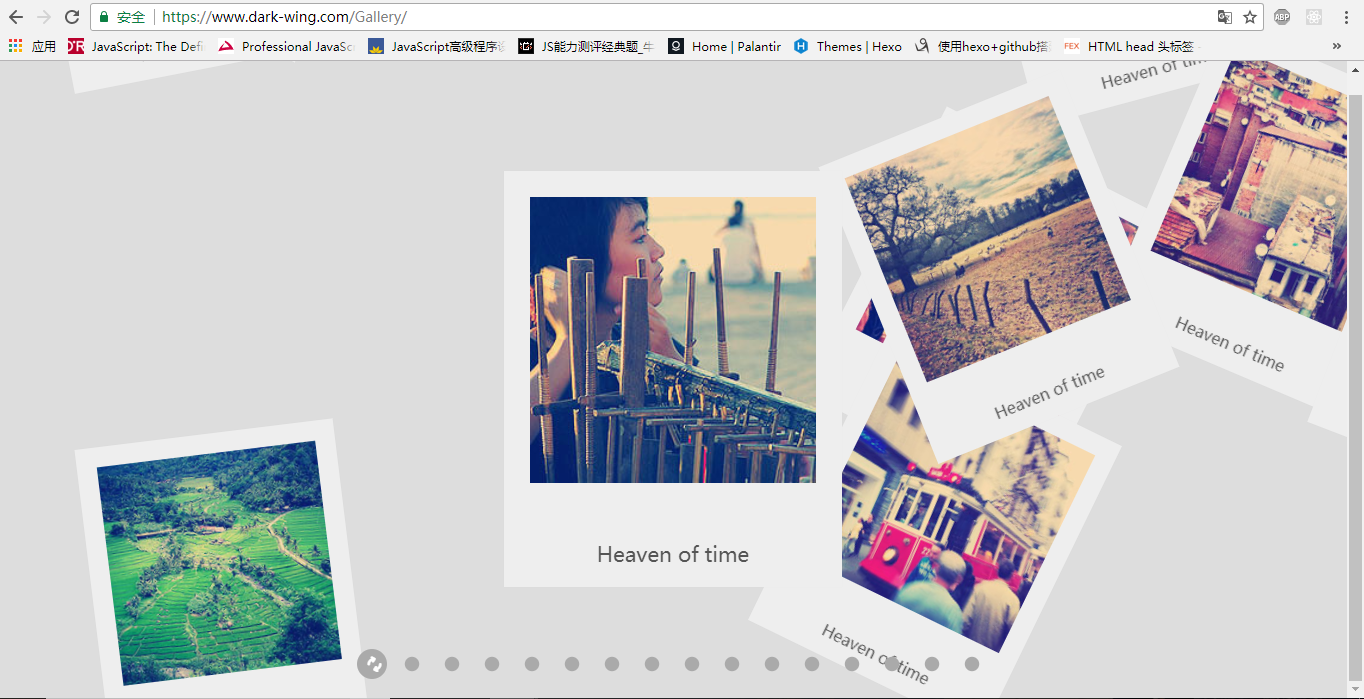 安全 https://www.dark-wing.com/Gallery/
ABP
应用 JavaScript: The Defi Professional JavaSc JavaScript高级程序设 JS能力测评经典题_牛 Home | Palantir Themes | Hexo 使用hexo+github搭 FEX HTML head 头标签
Heaven of time
Heaven of time
Heaven of time
Heaven of time
Heaven of time